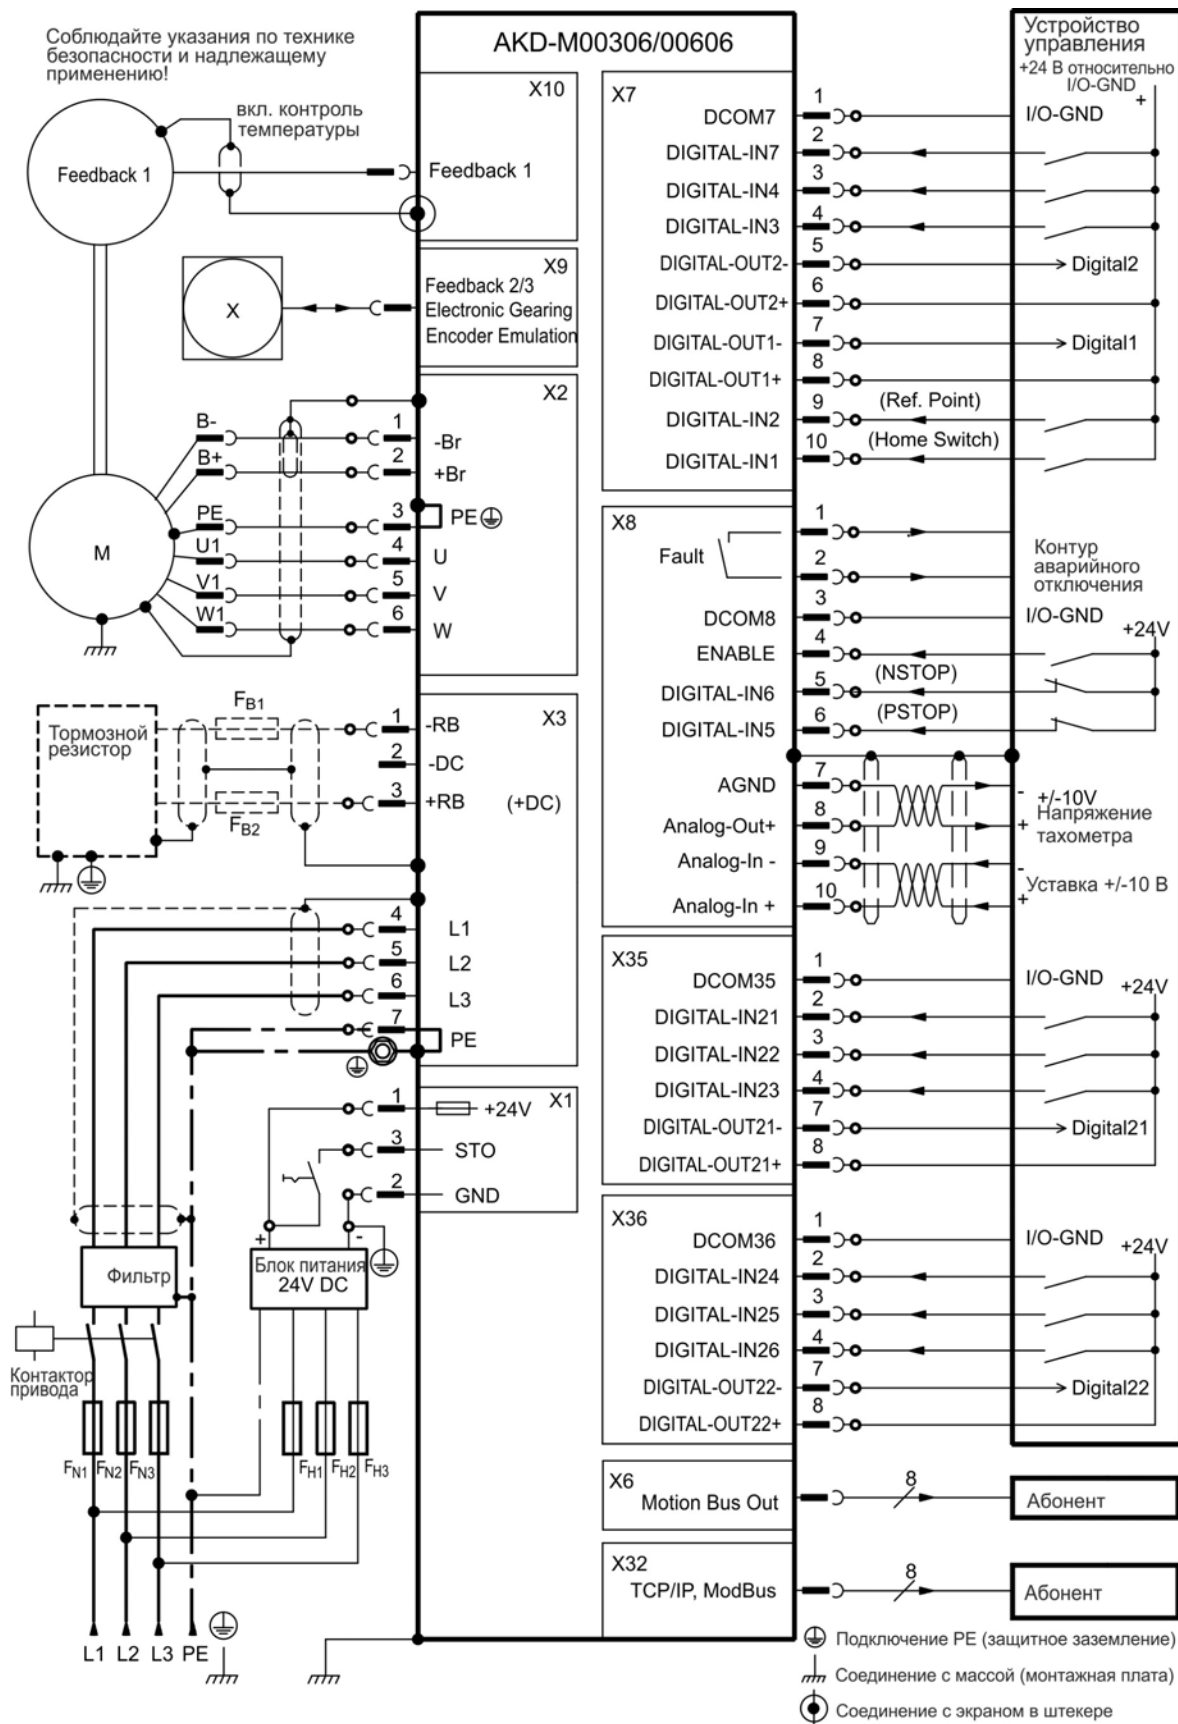 Соблюдайте указания по технике
безопасности и надлежащему
применению!
AKD-M00306/00606
Устройство
управления
+24 В относительно
I/O-GND
+
вкл. контроль
температуры
Feedback 1
X10
Feedback 1
X
X9
Feedback 2/3
Electronic Gearing
Encoder Emulation
X2
B-
1
-Br
B+
2
+Br
PE
3
PE
U1
4
U
M
V1
5
V
W1
6
W
Тормозной
резистор
FB1
FB2
X3
1
-RB
2
-DC
3
+RB
(+DC)
4
L1
5
L2
6
L3
7
PE
X1
1
+24V
3
STO
2
GND
+
-
Блок питания
24V DC
Фильтр
Контактор
привода
FN1
FN2
FN3
FH1
FH2
FH3
L1
L2
L3
PE
X7
DCOM7
1
I/O-GND
DIGITAL-IN7
2
DIGITAL-IN4
3
DIGITAL-IN3
4
DIGITAL-OUT2-
5
Digital2
DIGITAL-OUT2+
6
DIGITAL-OUT1-
7
Digital1
DIGITAL-OUT1+
8
DIGITAL-IN2
9
(Ref. Point)
DIGITAL-IN1
10
(Home Switch)
X8
Fault
1
2
Контур
аварийного
отключения
DCOM8
3
I/O-GND
+24V
ENABLE
4
DIGITAL-IN6
5
(NSTOP)
DIGITAL-IN5
6
(PSTOP)
AGND
7
-
+/-10V
Analog-Out+
8
+
Напряжение
тахометра
Analog-In -
9
-
Уставка +/-10 В
Analog-In +
10
+
X35
DCOM35
1
I/O-GND
+24V
DIGITAL-IN21
2
DIGITAL-IN22
3
DIGITAL-IN23
4
DIGITAL-OUT21-
7
Digital21
DIGITAL-OUT21+
8
X36
DCOM36
1
I/O-GND
+24V
DIGITAL-IN24
2
DIGITAL-IN25
3
DIGITAL-IN26
4
DIGITAL-OUT22-
7
Digital22
DIGITAL-OUT22+
8
X6
Motion Bus Out
8
Абонент
X32
TCP/IP, ModBus
8
Абонент
Подключение PE (защитное заземление)
Соединение с массой (монтажная плата)
Соединение с экраном в штекере